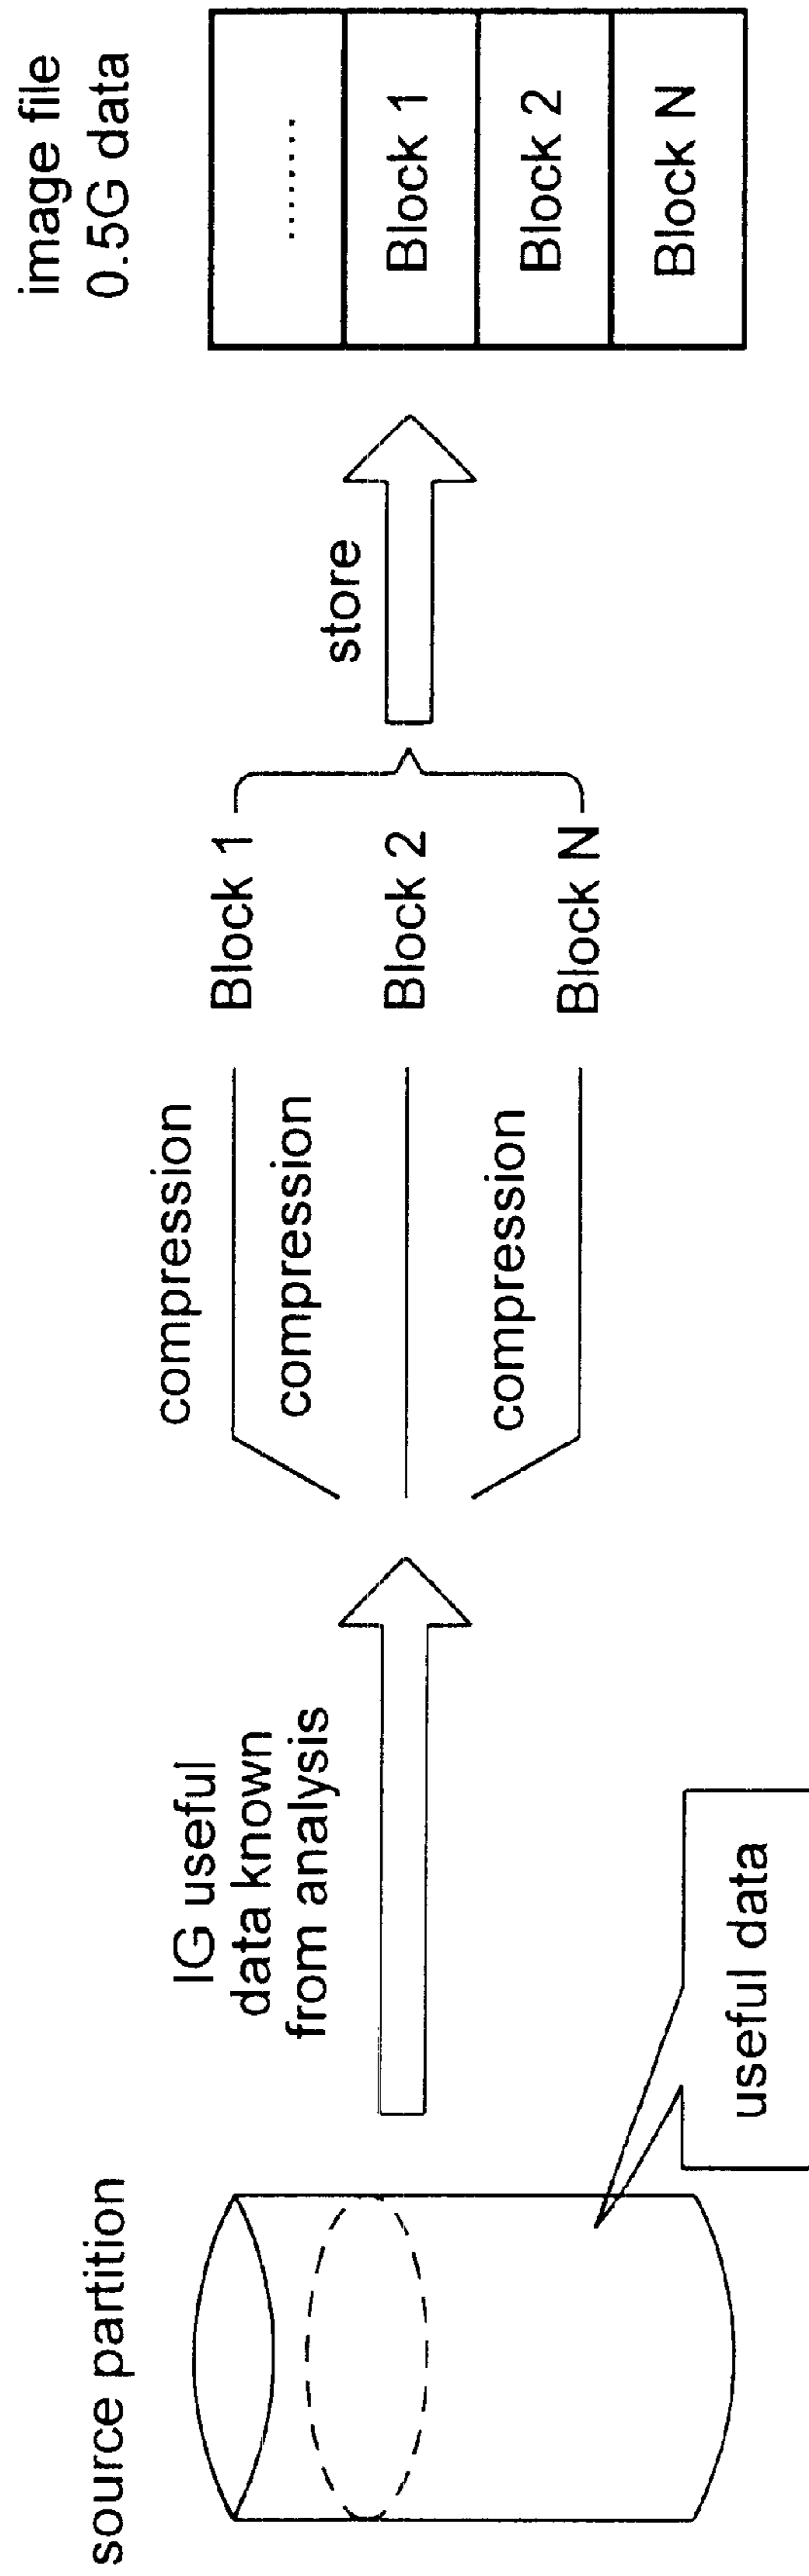 source partition
useful data
IG useful
data known
from analysis
compression
compression
compression
Block 1
Block 2
Block N
store
image file
0.5G data
.......
Block 1
Block 2
Block N